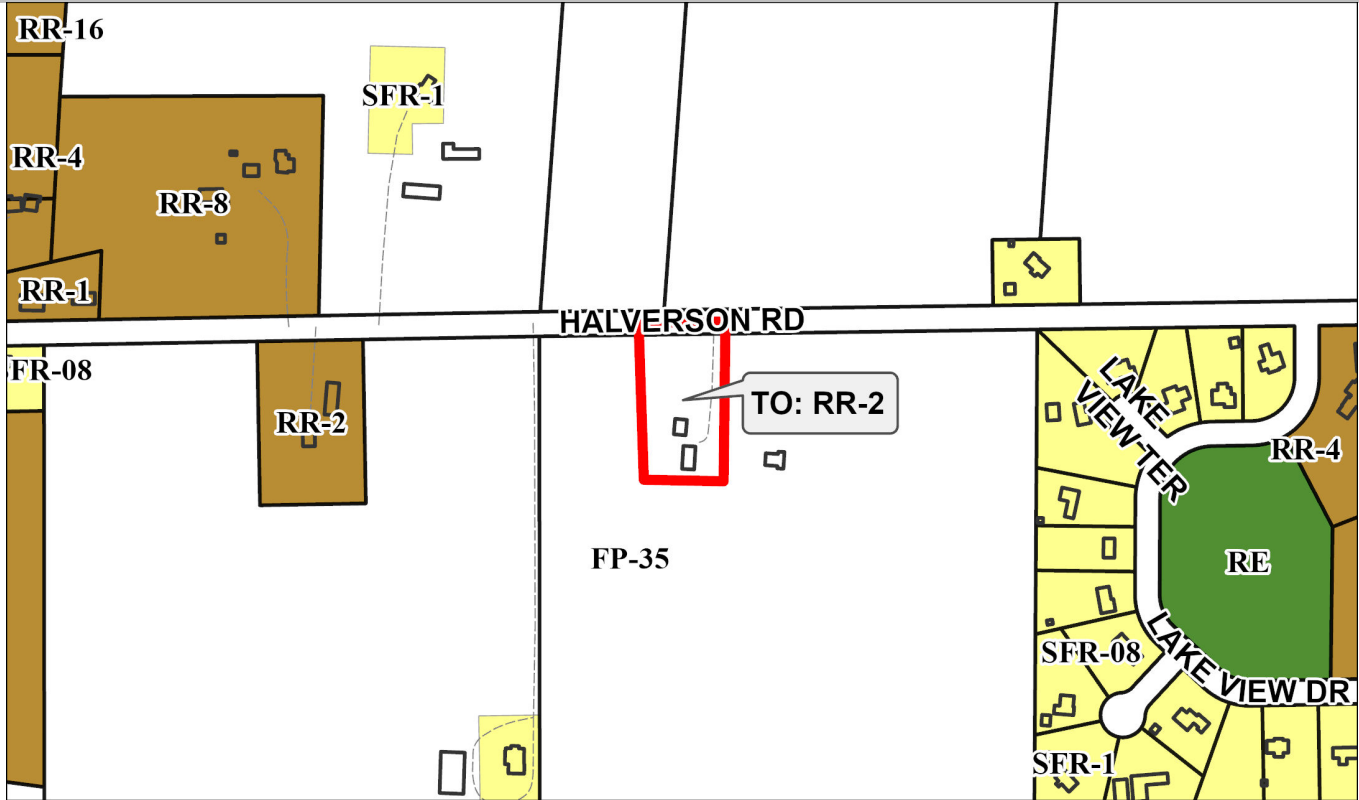 RR-16
SFR-1
RR-4
RR-8
RR-1
HALVERSON RD
FR-08
RR-2
TO: RR-2
LAKE
VIEW TER
RR-4
FP-35
RE
SFR-08
LAKE VIEW DR
SFR-1